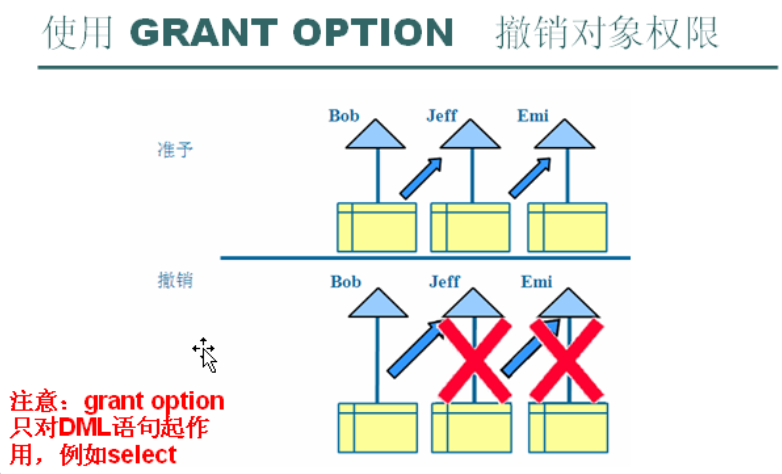 使用 GRANT OPTION 撤销对象权限
Bob Jeff Emi
准予
撤销
Bob Jeff Emi
注意：grant option
只对DML语句起作
用，例如select